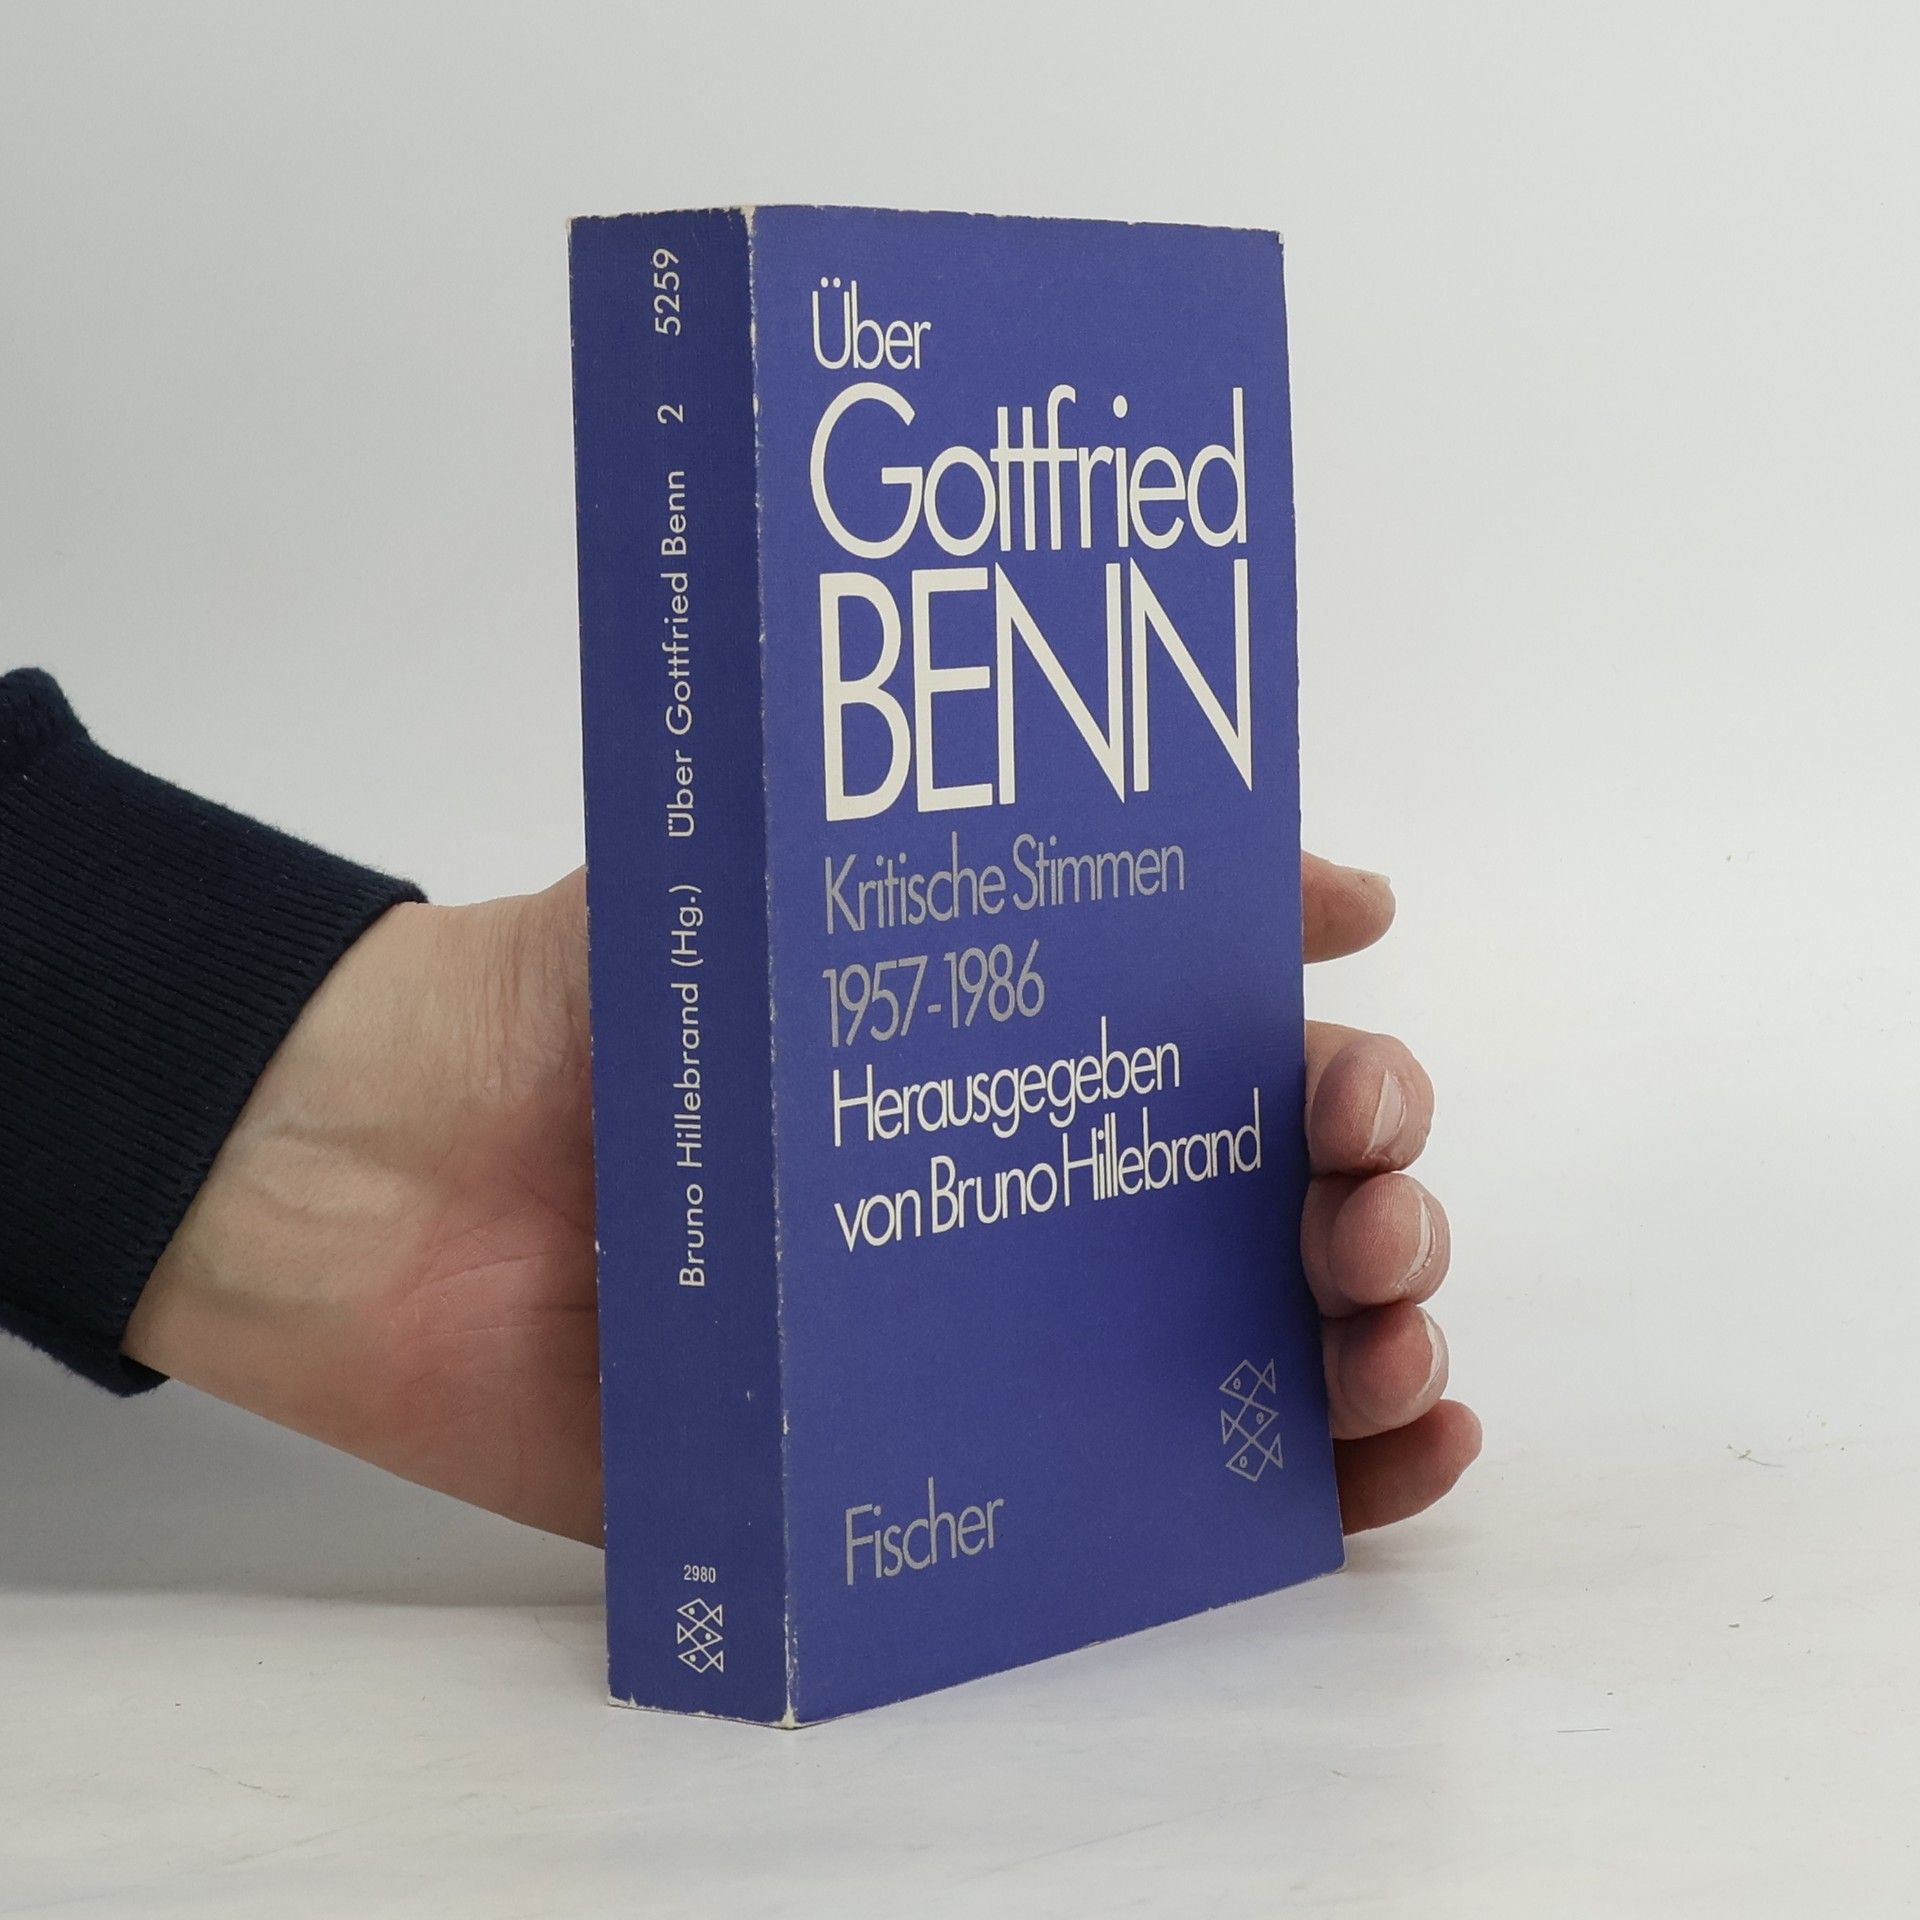 Bruno Hillebrand (Hg.) Über Gottfried Benn 2 5259
2980
Über
Gottfried
BENN
Kritische Stimmen
1957-1986
Herausgegeben
von Bruno Hillebrand
Fischer